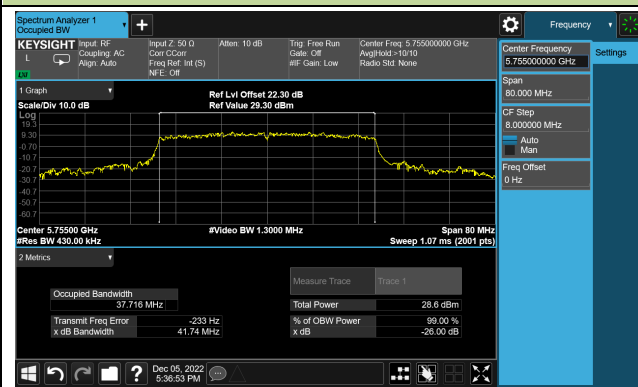 Spectrum Analyzer 1
Occupied BW
+
Frequency
KEYSIGHT
L
LXI
Input: RF
Coupling: AC
Align: Auto
Input Z: 50 Ω
Corr CCorr
Freq Ref: Int (S)
NFE: Off
Atten: 10 dB
Trig: Free Run
Gate: Off
#IF Gain: Low
Center Freq: 5.755000000 GHz
Avg|Hold:>10/10
Radio Std: None
Center Frequency
5.755000000 GHz
Settings
Span
80.000 MHz
CF Step
8.000000 MHz
Auto
Man
Freq Offset
0 Hz
1 Graph
Scale/Div 10.0 dB
Ref Lvl Offset 22.30 dB
Ref Value 29.30 dBm
Log
19.3
9.30
-0.70
-10.7
-20.7
-30.7
-40.7
-50.7
-60.7
Center 5.75500 GHz
#Video BW 1.3000 MHz
Span 80 MHz
#Res BW 430.00 kHz
Sweep 1.07 ms (2001 pts)
2 Metrics
Measure Trace
Trace 1
Occupied Bandwidth
37.716 MHz
Total Power
28.6 dBm
Transmit Freq Error
-233 Hz
% of OBW Power
99.00 %
x dB Bandwidth
41.74 MHz
x dB
-26.00 dB
?
Dec 05, 2022
5:36:53 PM